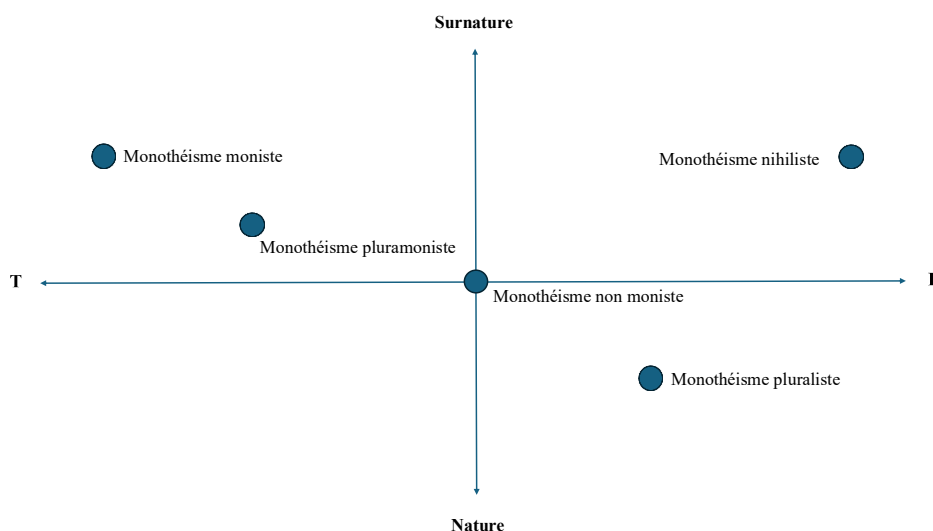 Surnature
Monothéisme moniste
Monothéisme nihiliste
Monothéisme pluramoniste
T
Monothéisme non moniste
Monothéisme pluraliste
Nature